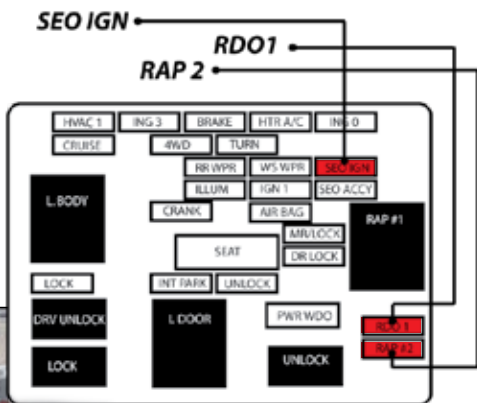 SEO IGN
RDO1
RAP 2
HVAC 1 ING 3 BRAKE HTR A/C ING 0
CRUISE 4WD TURN
RR WPR WS WPR SEO IGN
L.BODY ILLUM IGN 1 SEO ACCY
CRANK AIR BAG RAP #1
MR/LOCK
SEAT DR LOCK
LOCK INT PARK UNLOCK
DRV UNLOCK L DOOR PWR WDO RDO 1
RAP #2
LOCK UNLOCK